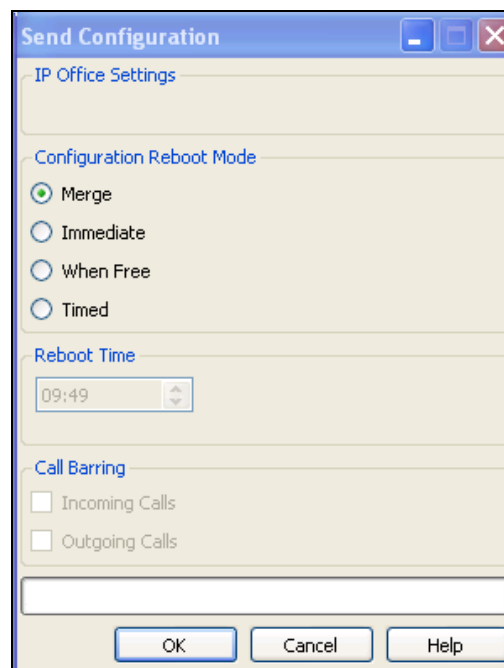 Send Configuration
IP Office Settings
Configuration Reboot Mode
Merge
Immediate
When Free
Timed
Reboot Time
09:49
Call Barring
Incoming Calls
Outgoing Calls
OK Cancel Help